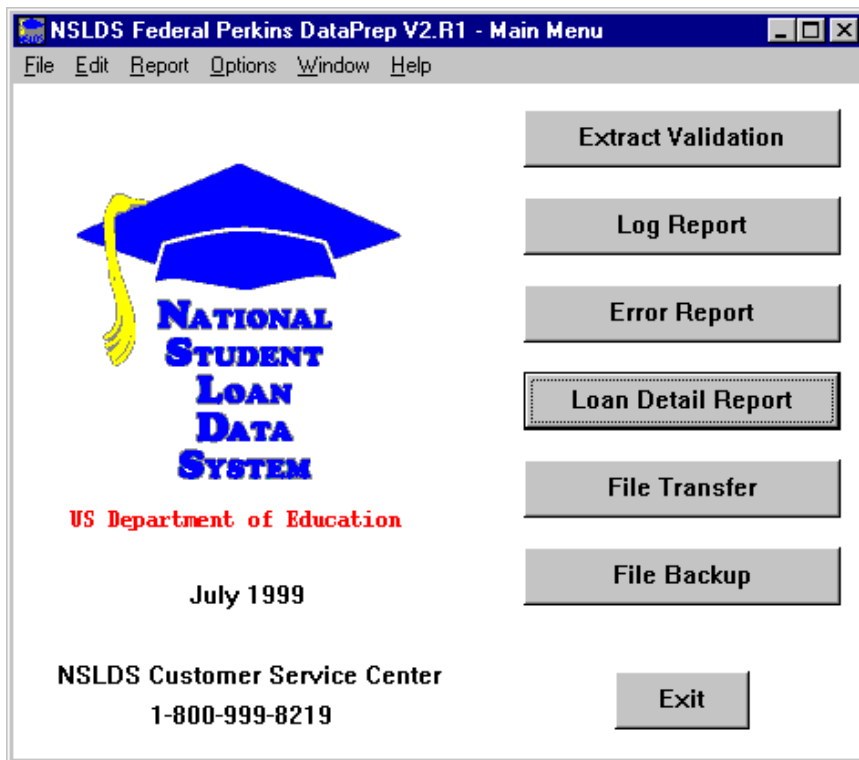 NSLDS Federal Perkins DataPrep V2.R1 - Main Menu
File Edit Report Options Window Help
Extract Validation
Log Report
Error Report
Loan Detail Report
File Transfer
File Backup
Exit
NATIONAL
STUDENT
LOAN
DATA
SYSTEM
US Department of Education
July 1999
NSLDS Customer Service Center
1-800-999-8219